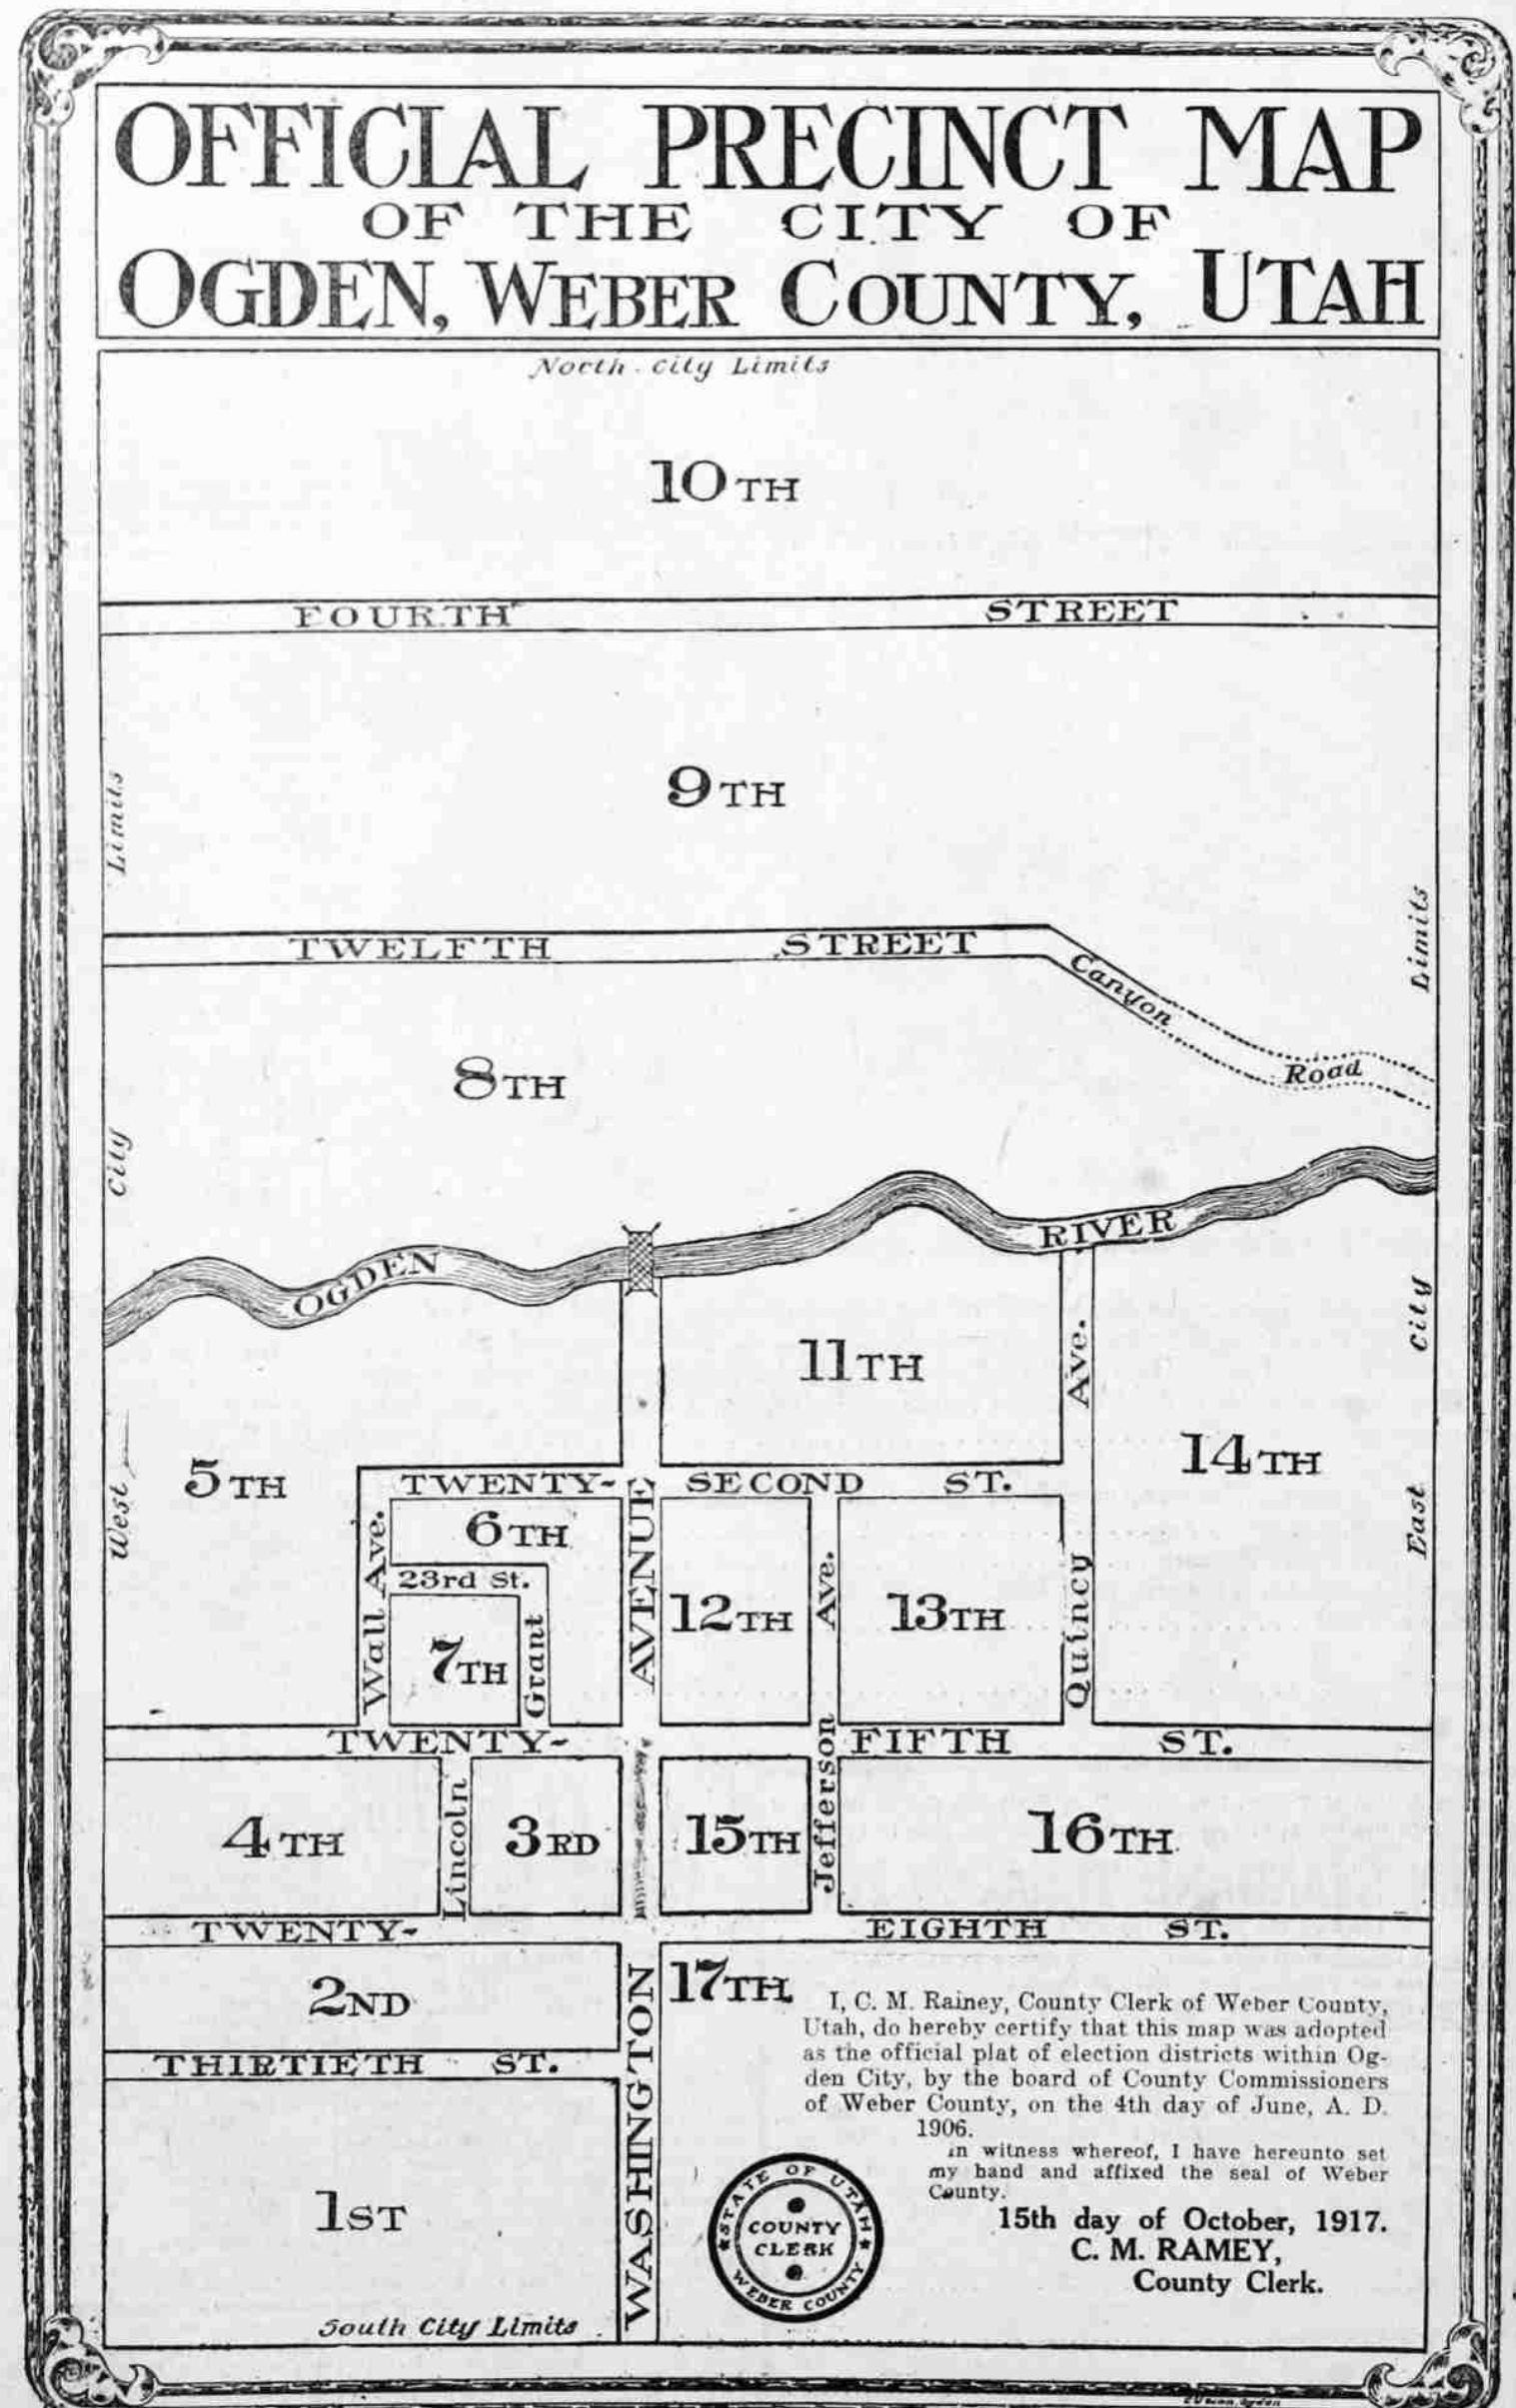 OFFICIAL PRECINCT MAP
OF THE CITY OF
OGDEN, WEBER COUNTY, UTAH
North City Limits
10TH
FOURTH STREET
9TH
Limits
Limits
TWELFTH STREET
Canyon
Road
8TH
City
RIVER
OGDEN
City
11TH
Ave.
14TH
5TH
West
East
TWENTY- SECOND ST.
6TH
Wall Ave.
23rd St.
AVENUE
12TH
Ave.
13TH
Quincy
7TH
Grant
TWENTY- FIFTH ST.
4TH
Lincoln
3RD
15TH
Jefferson
16TH
TWENTY- EIGHTH ST.
2ND
17TH
THIRTIETH ST.
WASHINGTON
I, C. M. Rainey, County Clerk of Weber County,
Utah, do hereby certify that this map was adopted
as the official plat of election districts within Og-
den City, by the board of County Commissioners
of Weber County, on the 4th day of June, A. D.
1906.
in witness whereof, I have hereunto set
my hand and affixed the seal of Weber
County.
15th day of October, 1917.
C. M. RAMEY,
County Clerk.
STATE OF UTAH
COUNTY
CLERK
WEBER COUNTY
1ST
South City Limits